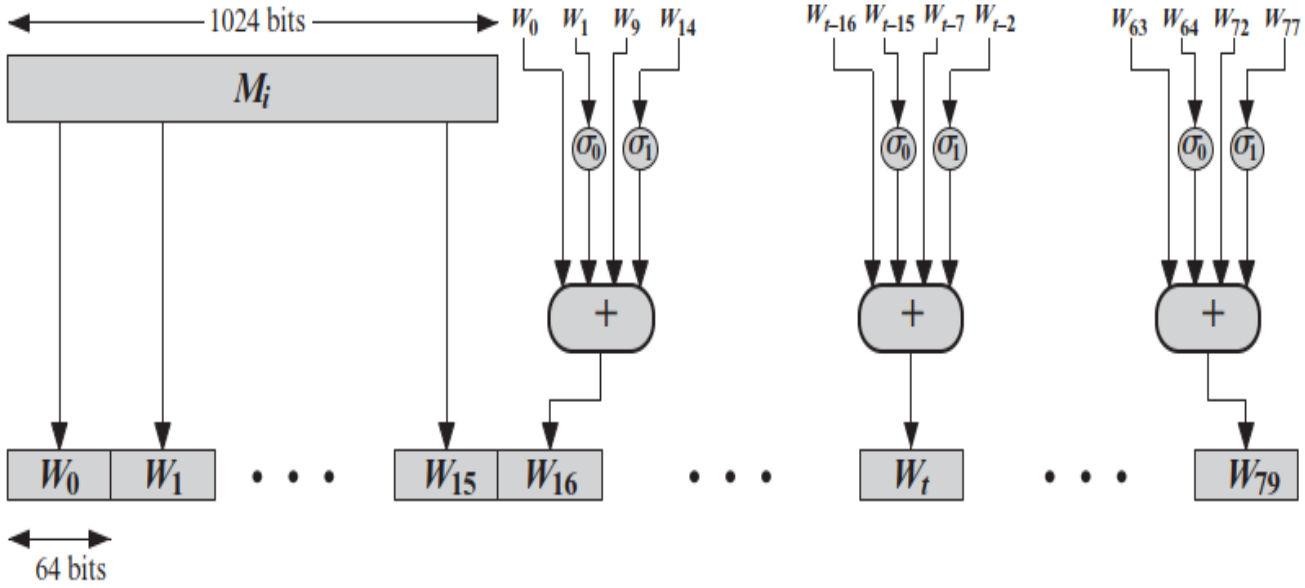 1024 bits
W0 W1 W9 W14
Wt–16 Wt–15 Wt–7 Wt–2
W63 W64 W72 W77
Mi
σ0 σ1
σ0 σ1
σ0 σ1
+
+
+
W0 W1 • • • W15 W16 • • • Wt • • • W79
64 bits